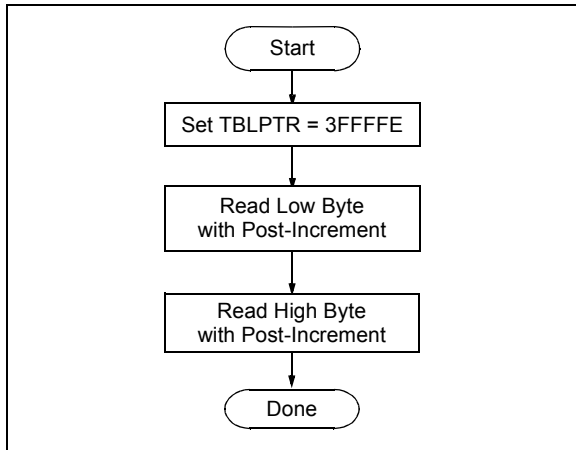 Start
Set TBLPTR = 3FFFFE
Read Low Byte
with Post-Increment
Read High Byte
with Post-Increment
Done